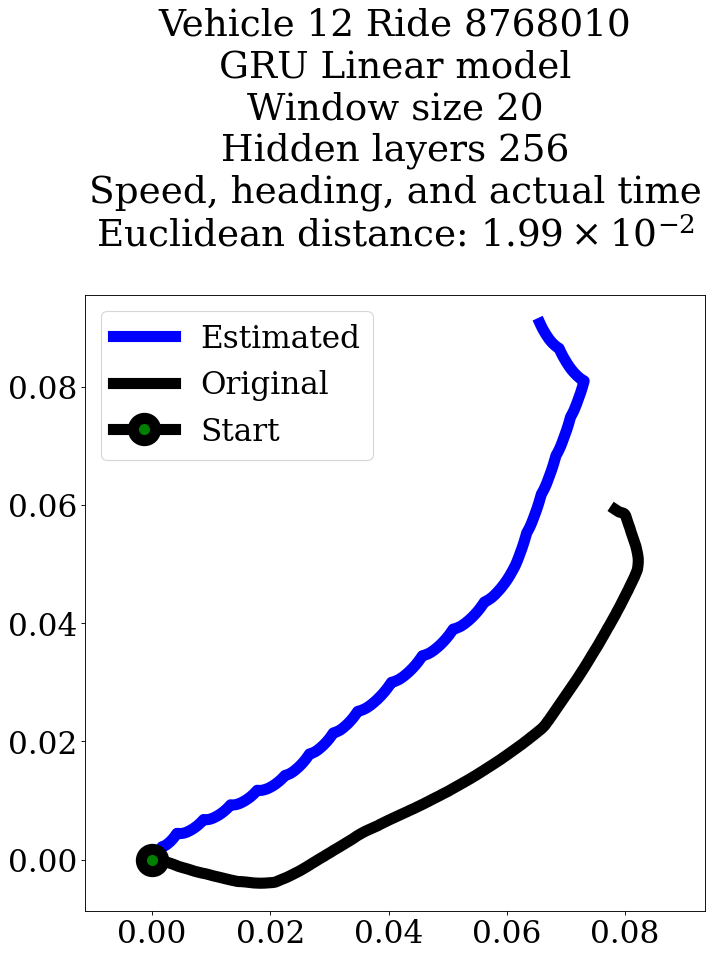 Vehicle 12 Ride 8768010
GRU Linear model
Window size 20
Hidden layers 256
Speed, heading, and actual time
Euclidean distance: 1.99 × 10⁻²
Estimated
Original
Start
0.08
0.06
0.04
0.02
0.00
0.00 0.02 0.04 0.06 0.08